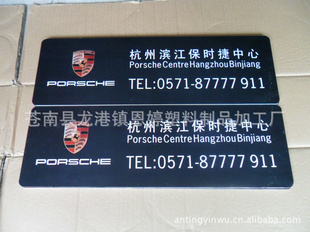 杭州滨江保时捷中心
Porsche Centre Hangzhou Binjiang
PORSCHE
TEL:0571-87777 911
苍南县龙港镇恩婷塑料制品加工厂
杭州滨江保时捷中心
Porsche Centre Hangzhou Binjiang
PORSCHE
TEL:0571-87777 911
antingyinwu.cn.alibaba.com